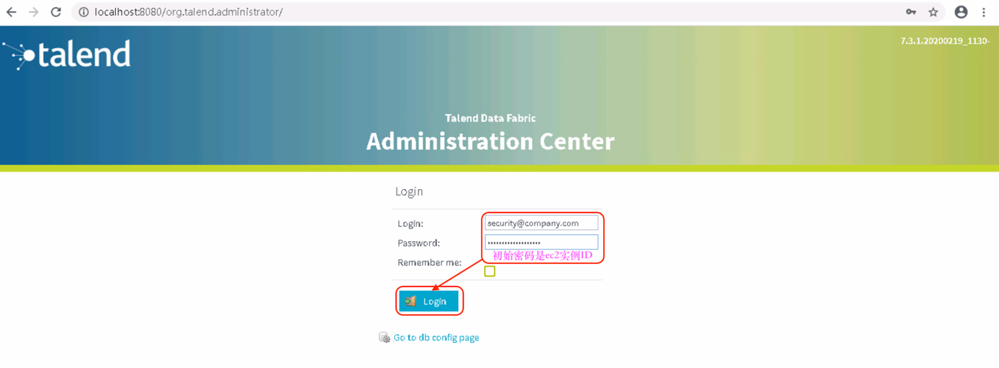 localhost:8080/org.talend.administrator/
talend
7.3.1.20200219_1130-
Talend Data Fabric
Administration Center
Login
Login:
security@company.com
Password:
初始密码是ec2实例ID
Remember me:
Login
Go to db config page